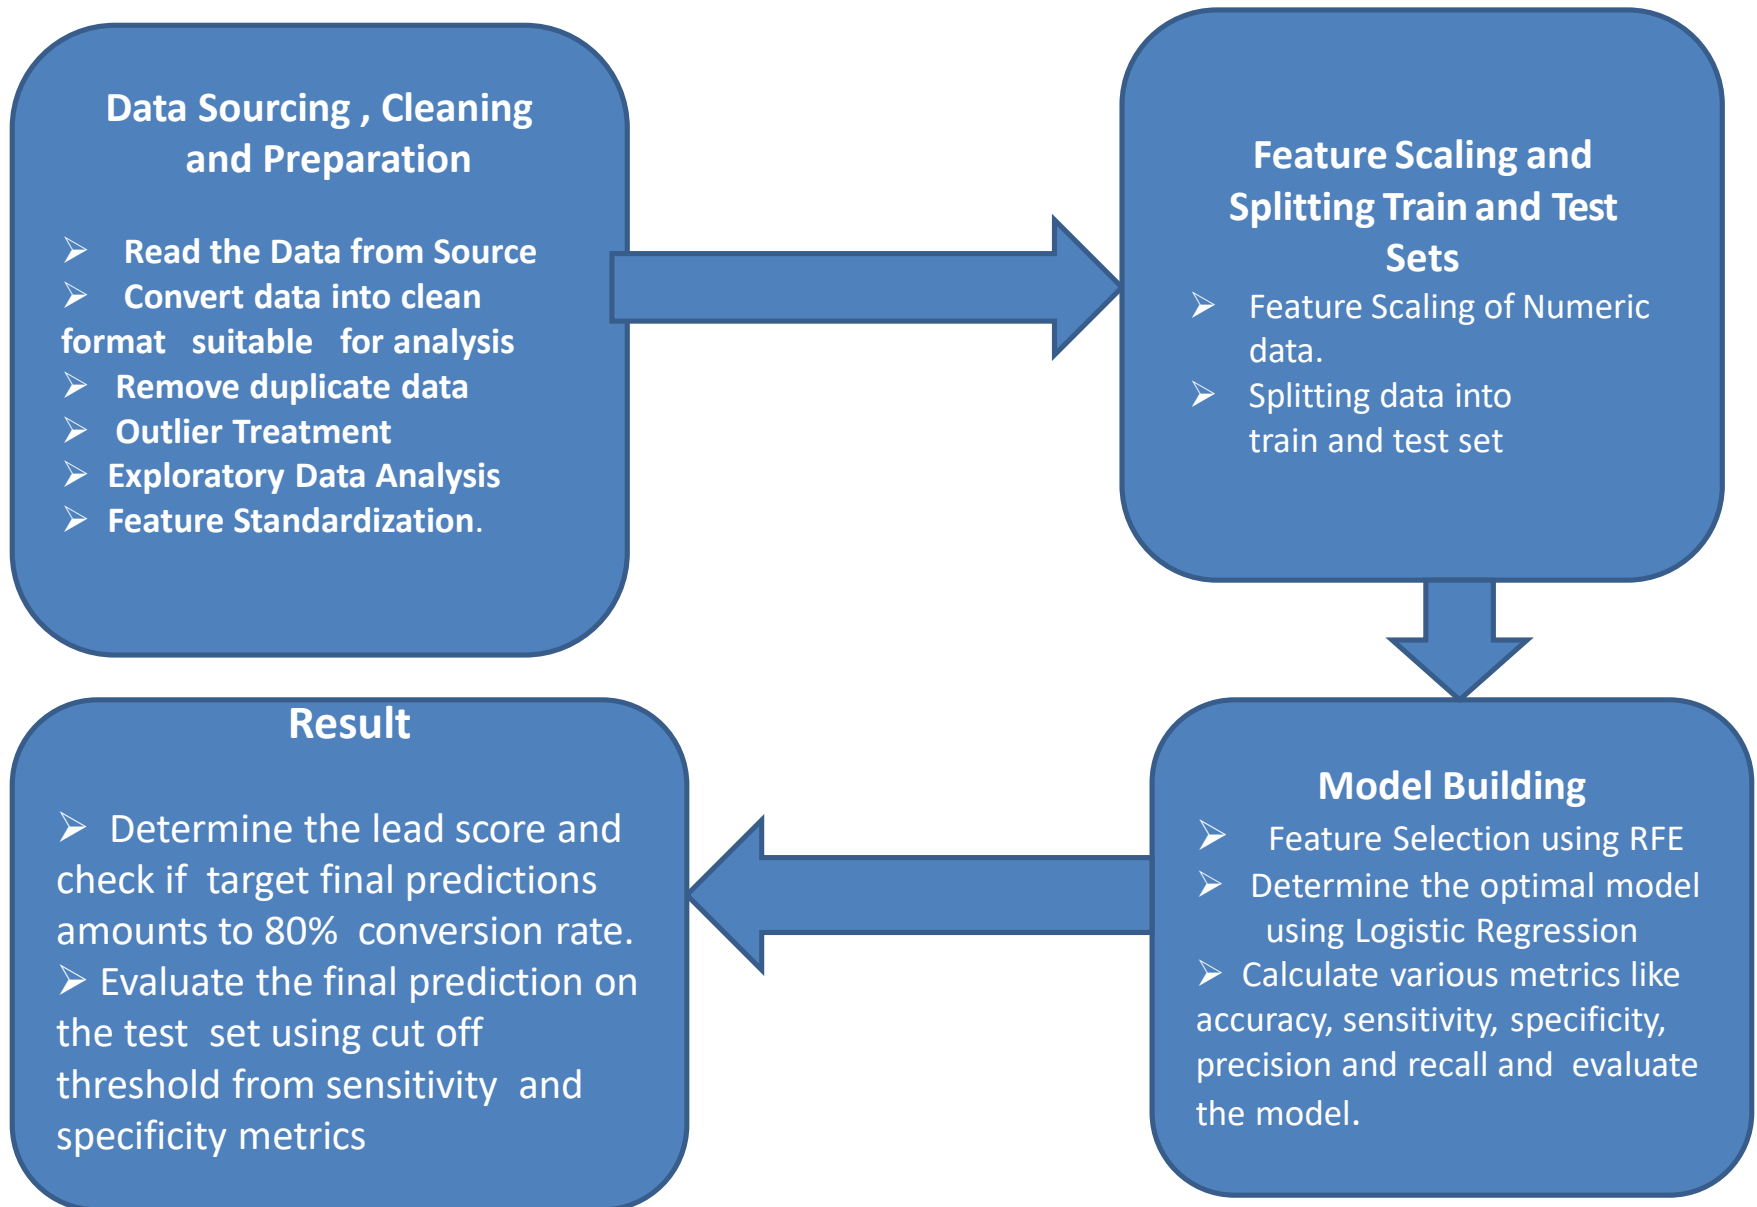 Data Sourcing , Cleaning
and Preparation
➢ Read the Data from Source
➢ Convert data into clean
format suitable for analysis
➢ Remove duplicate data
➢ Outlier Treatment
➢ Exploratory Data Analysis
➢ Feature Standardization.
Feature Scaling and
Splitting Train and Test
Sets
➢ Feature Scaling of Numeric
data.
➢ Splitting data into
train and test set
Model Building
➢ Feature Selection using RFE
➢ Determine the optimal model
using Logistic Regression
➢ Calculate various metrics like
accuracy, sensitivity, specificity,
precision and recall and evaluate
the model.
Result
➢ Determine the lead score and
check if target final predictions
amounts to 80% conversion rate.
➢ Evaluate the final prediction on
the test set using cut off
threshold from sensitivity and
specificity metrics